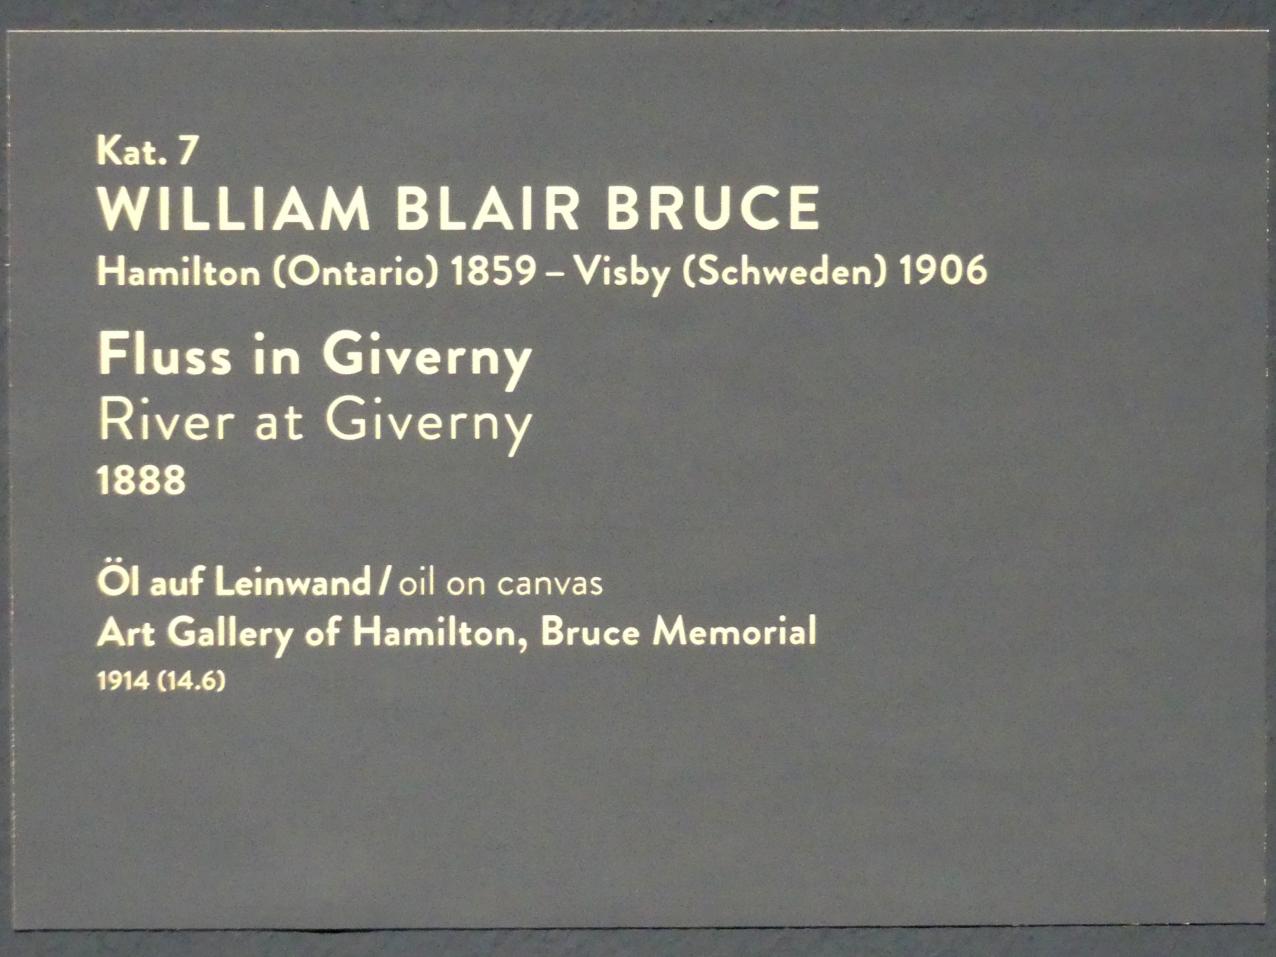 Kat. 7
WILLIAM BLAIR BRUCE
Hamilton (Ontario) 1859 – Visby (Schweden) 1906
Fluss in Giverny
River at Giverny
1888
Öl auf Leinwand / oil on canvas
Art Gallery of Hamilton, Bruce Memorial
1914 (14.6)